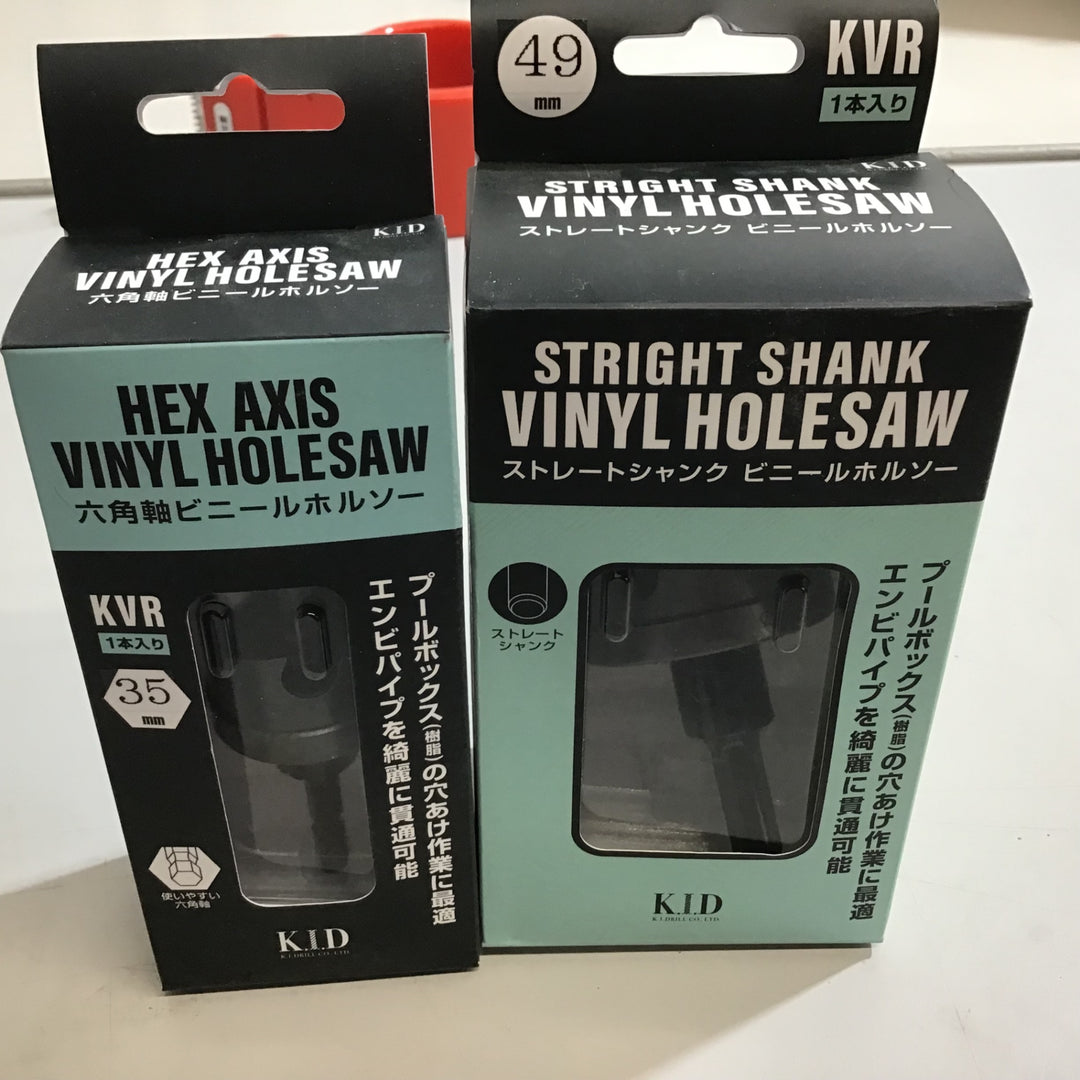 K.I.D
HEX AXIS
VINYL HOLESAW
六角軸ビニールホルソー
HEX AXIS
VINYL HOLESAW
六角軸ビニールホルソー
KVR
1本入り
35
mm
プールボックス(樹脂)の穴あけ作業に最適
エンビパイプを綺麗に貫通可能
使いやすい
六角軸
K.I.D
K.I.DRILL CO., LTD.
49
mm
KVR
1本入り
K.I.D
STRIGHT SHANK
VINYL HOLESAW
ストレートシャンク ビニールホルソー
STRIGHT SHANK
VINYL HOLESAW
ストレートシャンク ビニールホルソー
ストレート
シャンク
プールボックス(樹脂)の穴あけ作業に最適
エンビパイプを綺麗に貫通可能
K.I.D
K.I.DRILL CO., LTD.